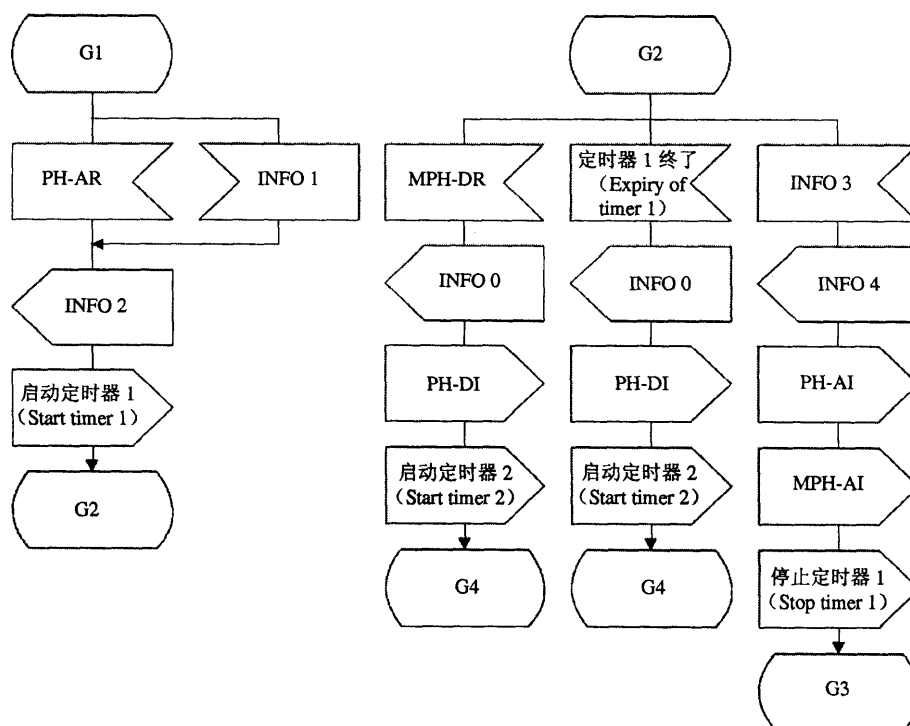 G1
PH-AR
INFO 1
INFO 2
启动定时器 1
（Start timer 1）
G2
G2
MPH-DR
INFO 0
PH-DI
启动定时器 2
（Start timer 2）
G4
定时器 1 终了
（Expiry of
timer 1）
INFO 0
PH-DI
启动定时器 2
（Start timer 2）
G4
INFO 3
INFO 4
PH-AI
MPH-AI
停止定时器 1
（Stop timer 1）
G3